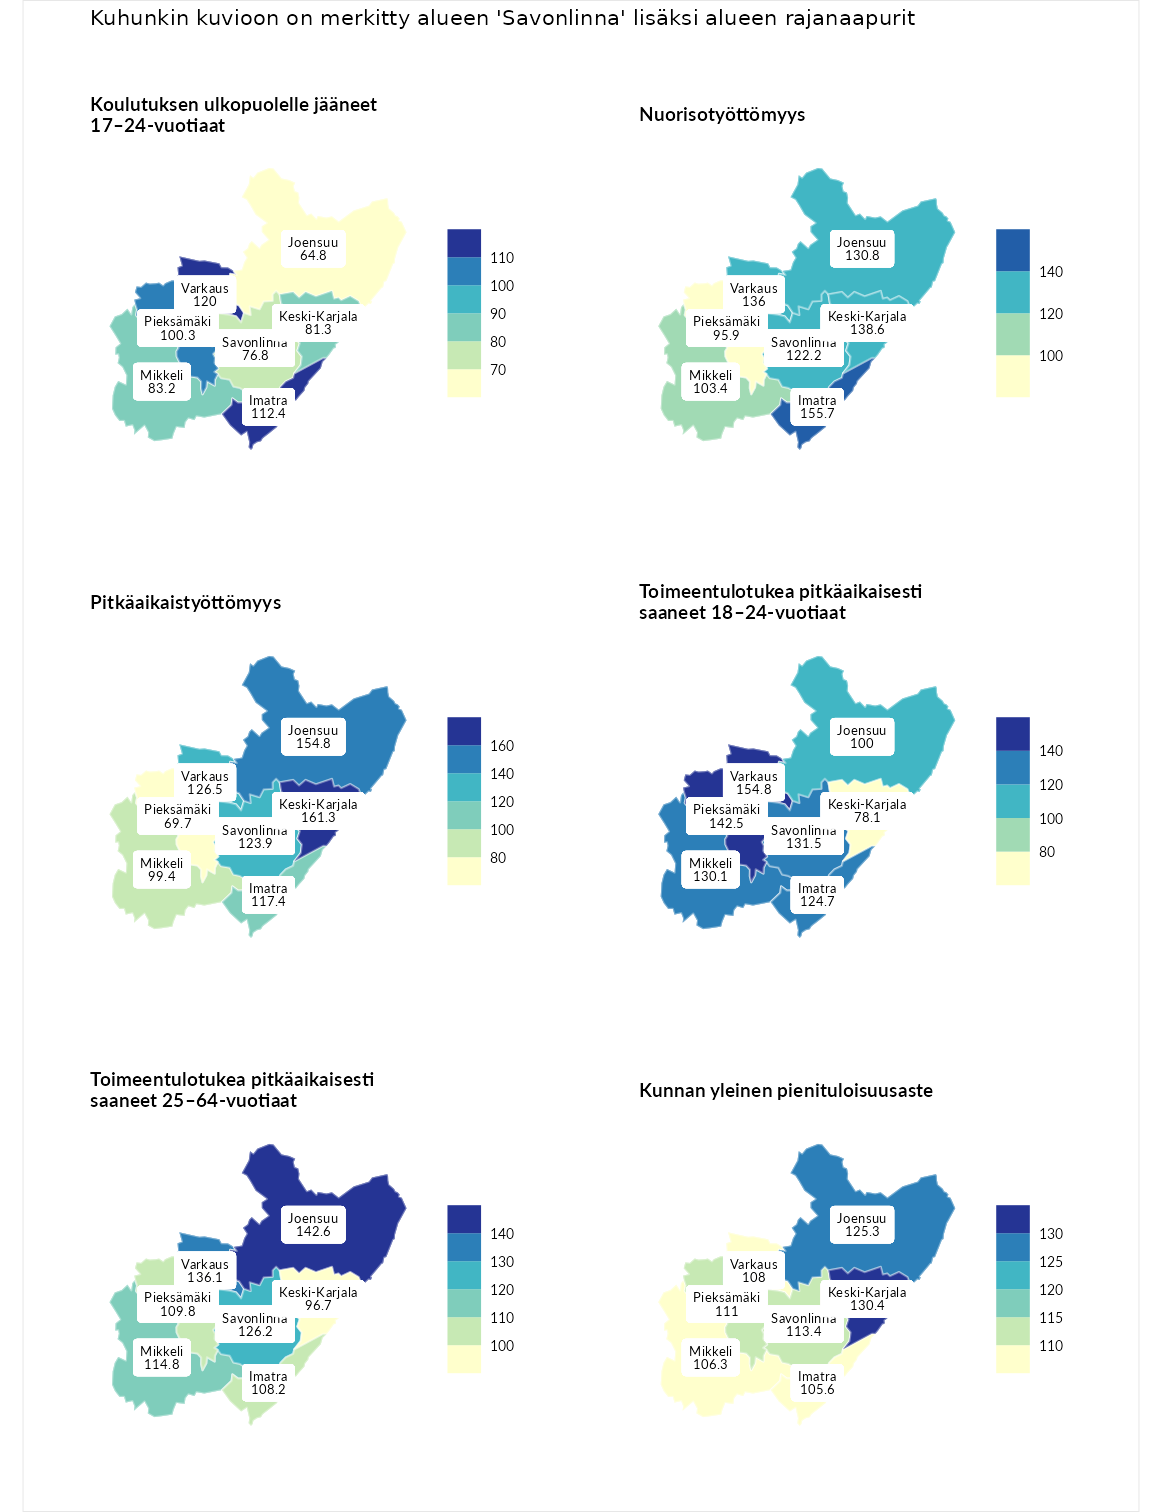 Kuhunkin kuvioon on merkitty alueen 'Savonlinna' lisäksi alueen rajanaapurit
Koulutuksen ulkopuolelle jääneet
17–24-vuotiaat
Joensuu
64.8
Varkaus
120
Pieksämäki
100.3
Keski-Karjala
81.3
Savonlinna
76.8
Mikkeli
83.2
Imatra
112.4
110
100
90
80
70
Nuorisotyöttömyys
Joensuu
130.8
Varkaus
136
Pieksämäki
95.9
Keski-Karjala
138.6
Savonlinna
122.2
Mikkeli
103.4
Imatra
155.7
140
120
100
Pitkäaikaistyöttömyys
Joensuu
154.8
Varkaus
126.5
Pieksämäki
69.7
Keski-Karjala
161.3
Savonlinna
123.9
Mikkeli
99.4
Imatra
117.4
160
140
120
100
80
Toimeentulotukea pitkäaikaisesti
saaneet 18–24-vuotiaat
Joensuu
100
Varkaus
154.8
Pieksämäki
142.5
Keski-Karjala
78.1
Savonlinna
131.5
Mikkeli
130.1
Imatra
124.7
140
120
100
80
Toimeentulotukea pitkäaikaisesti
saaneet 25–64-vuotiaat
Joensuu
142.6
Varkaus
136.1
Pieksämäki
109.8
Keski-Karjala
96.7
Savonlinna
126.2
Mikkeli
114.8
Imatra
108.2
140
130
120
110
100
Kunnan yleinen pienituloisuusaste
Joensuu
125.3
Varkaus
108
Pieksämäki
111
Keski-Karjala
130.4
Savonlinna
113.4
Mikkeli
106.3
Imatra
105.6
130
125
120
115
110